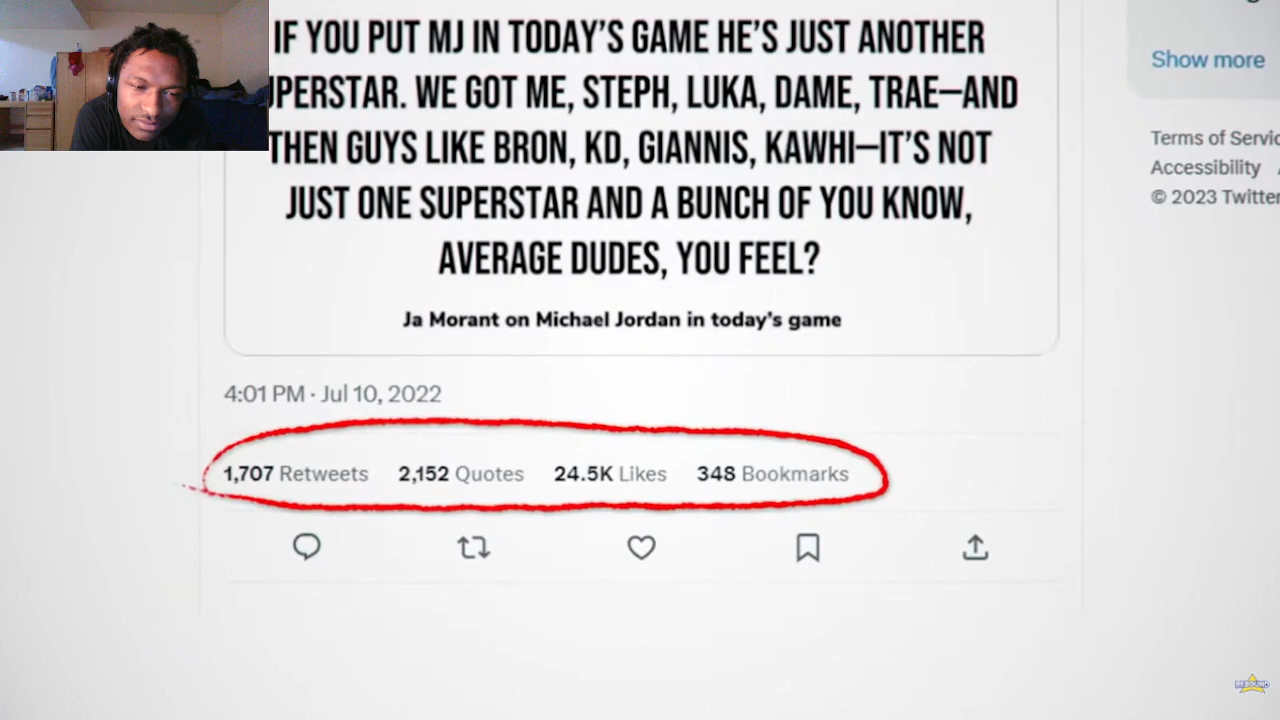 IF YOU PUT MJ IN TODAY'S GAME HE'S JUST ANOTHER
Show more
SUPERSTAR. WE GOT ME, STEPH, LUKA, DAME, TRAE—AND
THEN GUYS LIKE BRON, KD, GIANNIS, KAWHI—IT'S NOT
Terms of Servic
Accessibility
JUST ONE SUPERSTAR AND A BUNCH OF YOU KNOW,
© 2023 Twitter
AVERAGE DUDES, YOU FEEL?
Ja Morant on Michael Jordan in today's game
4:01 PM · Jul 10, 2022
1,707 Retweets 2,152 Quotes 24.5K Likes 348 Bookmarks
REBOUND